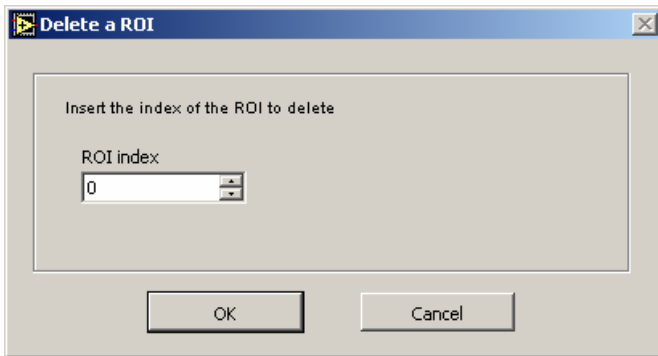 Delete a ROI
Insert the index of the ROI to delete
ROI index
0
OK
Cancel